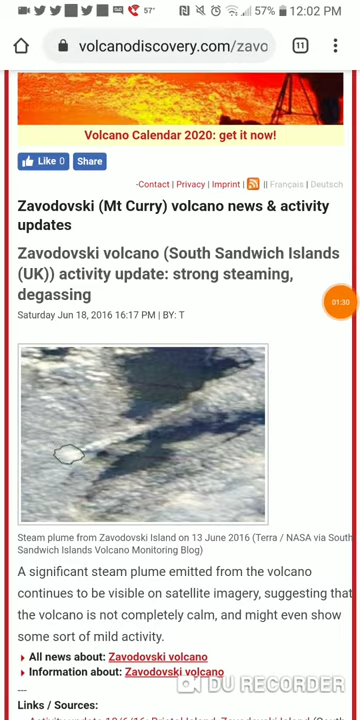 57°
57%
12:02 PM
volcanodiscovery.com/zavo
11
Volcano Calendar 2020: get it now!
Like 0 Share
-Contact | Privacy | Imprint | || Français | Deutsch
Zavodovski (Mt Curry) volcano news & activity
updates
Zavodovski volcano (South Sandwich Islands
(UK)) activity update: strong steaming,
degassing
01:30
Saturday Jun 18, 2016 16:17 PM | BY: T
Steam plume from Zavodovski Island on 13 June 2016 (Terra / NASA via South
Sandwich Islands Volcano Monitoring Blog)
A significant steam plume emitted from the volcano
continues to be visible on satellite imagery, suggesting that
the volcano is not completely calm, and might even show
some sort of mild activity.
All news about: Zavodovski volcano
Information about: Zavodovski volcano
DU RECORDER
---
Links / Sources: